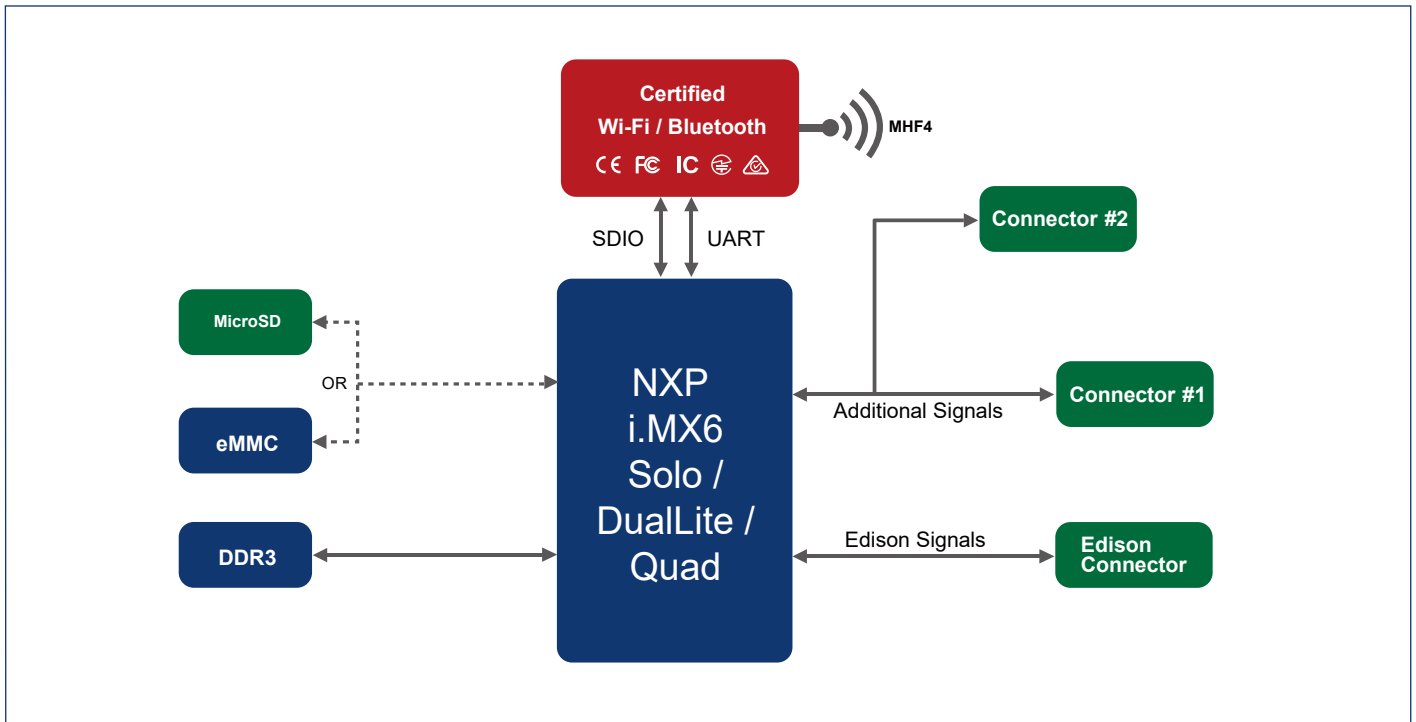 Certified
Wi-Fi / Bluetooth
CE FC IC
MHF4
SDIO
UART
Connector #2
MicroSD
OR
eMMC
DDR3
NXP
i.MX6
Solo /
DualLite /
Quad
Additional Signals
Connector #1
Edison Signals
Edison
Connector